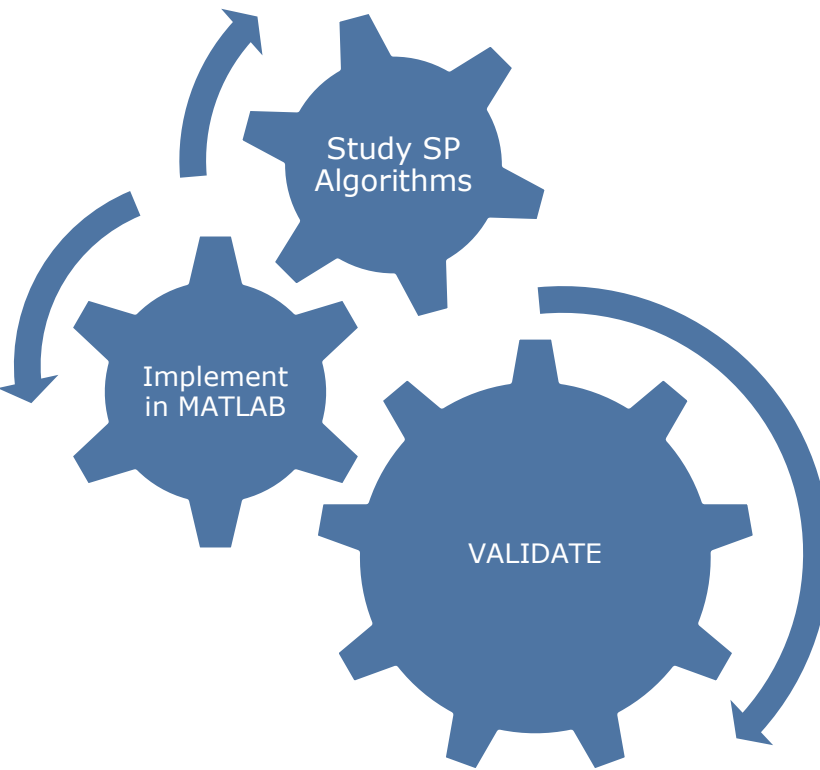 Study SP
Algorithms
Implement
in MATLAB
VALIDATE